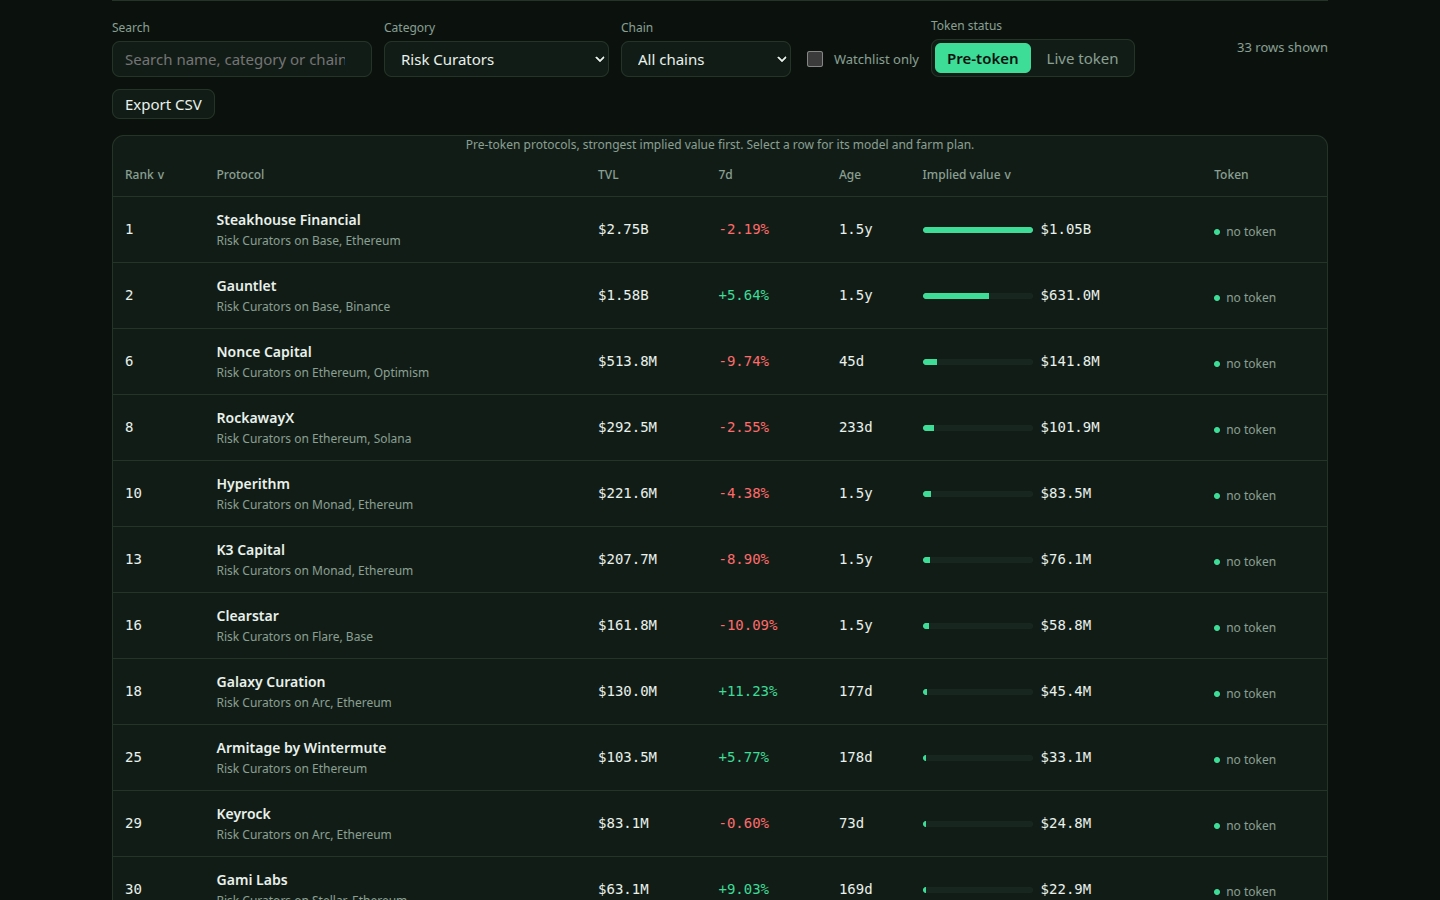 Search
Category
Chain
Token status
Search name, category or chain
Risk Curators
All chains
Watchlist only
Pre-token
Live token
33 rows shown
Export CSV
Pre-token protocols, strongest implied value first. Select a row for its model and farm plan.
Rank v Protocol TVL 7d Age Implied value v Token
1 Steakhouse Financial $2.75B -2.19% 1.5y $1.05B no token
Risk Curators on Base, Ethereum
2 Gauntlet $1.58B +5.64% 1.5y $631.0M no token
Risk Curators on Base, Binance
6 Nonce Capital $513.8M -9.74% 45d $141.8M no token
Risk Curators on Ethereum, Optimism
8 RockawayX $292.5M -2.55% 233d $101.9M no token
Risk Curators on Ethereum, Solana
10 Hyperithm $221.6M -4.38% 1.5y $83.5M no token
Risk Curators on Monad, Ethereum
13 K3 Capital $207.7M -8.90% 1.5y $76.1M no token
Risk Curators on Monad, Ethereum
16 Clearstar $161.8M -10.09% 1.5y $58.8M no token
Risk Curators on Flare, Base
18 Galaxy Curation $130.0M +11.23% 177d $45.4M no token
Risk Curators on Arc, Ethereum
25 Armitage by Wintermute $103.5M +5.77% 178d $33.1M no token
Risk Curators on Ethereum
29 Keyrock $83.1M -0.60% 73d $24.8M no token
Risk Curators on Arc, Ethereum
30 Gami Labs $63.1M +9.03% 169d $22.9M no token
Risk Curators on Stellar, Ethereum